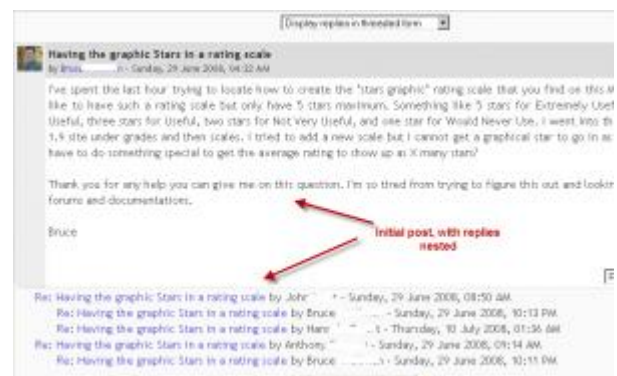 Display replies in threaded form
Having the graphic Stars in a rating scale
by Bruce - Sunday, 29 June 2008, 04:32 AM
I've spent the last hour trying to locate how to create the "stars graphic" rating scale that you find on this M
like to have such a rating scale but only have 5 stars maximum. Something like 5 stars for Extremely Usef
Useful, three stars for Useful, two stars for Not Very Useful, and one star for Would Never Use. I went into th
1.9 site under grades and then scales. I tried to add a new scale but I cannot get a graphical star to go in as
have to do something special to get the average rating to show up as X many stars?
Thank you for any help you can give me on this question. I'm so tired from trying to figure this out and lookin
forums and documentations.
Bruce
Initial post, with replies
nested
Re: Having the graphic Stars in a rating scale by John - Sunday, 29 June 2008, 08:50 AM
Re: Having the graphic Stars in a rating scale by Bruce - Sunday, 29 June 2008, 10:13 PM
Re: Having the graphic Stars in a rating scale by Hans - Thursday, 10 July 2008, 01:36 AM
Re: Having the graphic Stars in a rating scale by Anthony - Sunday, 29 June 2008, 09:14 AM
Re: Having the graphic Stars in a rating scale by Bruce - Sunday, 29 June 2008, 10:11 PM